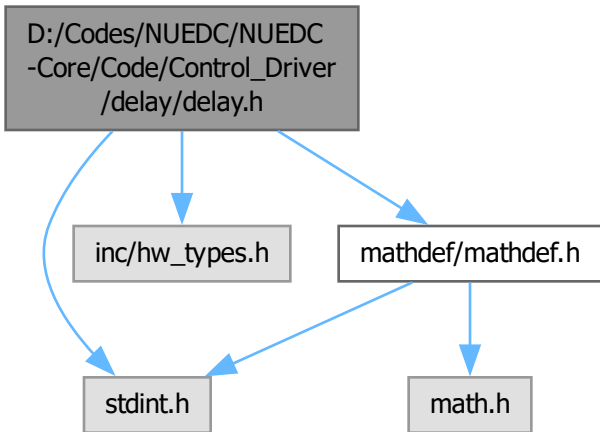 D:/Codes/NUEDC/NUEDC
-Core/Code/Control_Driver
/delay/delay.h
inc/hw_types.h
mathdef/mathdef.h
stdint.h
math.h